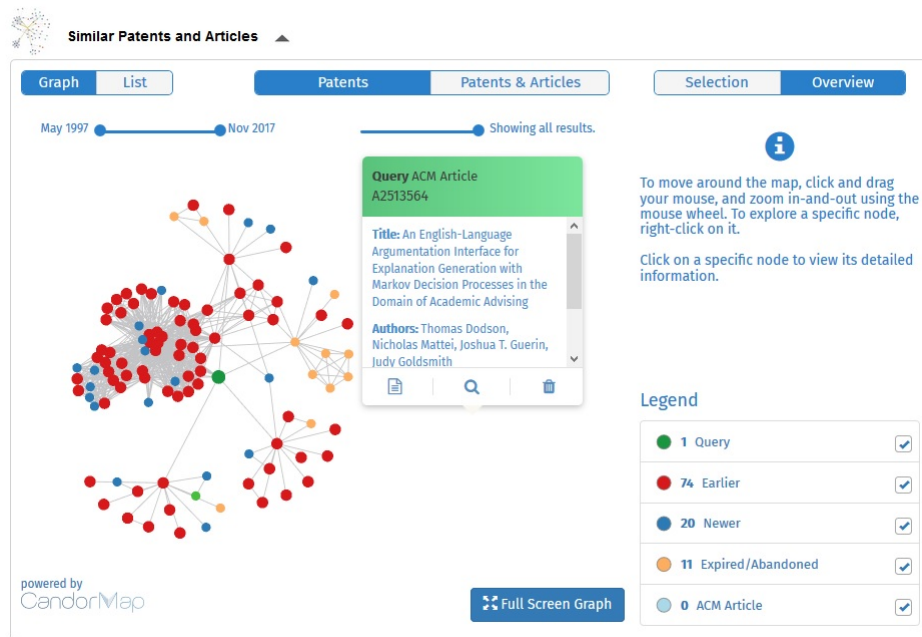 Similar Patents and Articles
Graph
List
Patents
Patents & Articles
Selection
Overview
May 1997
Nov 2017
Showing all results.
Query ACM Article
A2513564
Title: An English-Language
Argumentation Interface for
Explanation Generation with
Markov Decision Processes in the
Domain of Academic Advising
Authors: Thomas Dodson,
Nicholas Mattei, Joshua T. Guerin,
Judy Goldsmith
To move around the map, click and drag
your mouse, and zoom in-and-out using the
mouse wheel. To explore a specific node,
right-click on it.
Click on a specific node to view its detailed
information.
Legend
1 Query
74 Earlier
20 Newer
11 Expired/Abandoned
0 ACM Article
powered by
CandorMap
Full Screen Graph